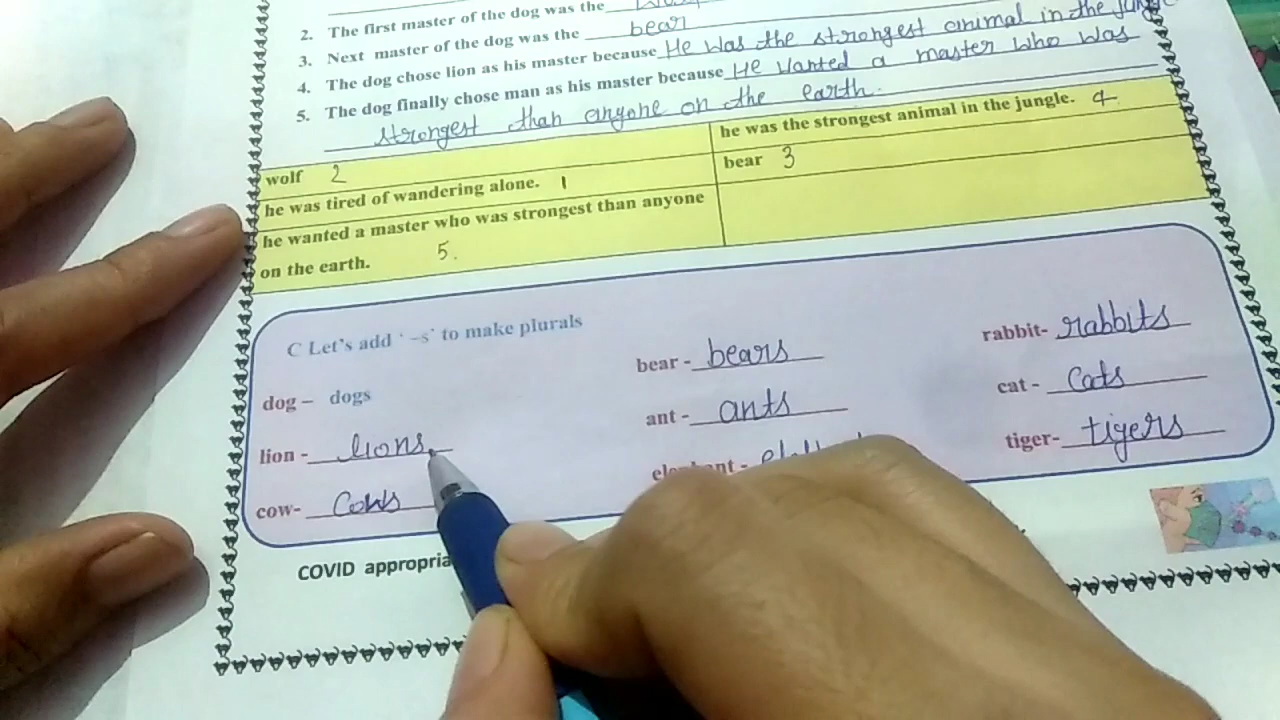 2. The first master of the dog was the
3. Next master of the dog was the bear
4. The dog chose lion as his master because He was the strongest animal in the jungle
5. The dog finally chose man as his master because He wanted a master who was
strongest than anyone on the earth.
wolf 2
he was the strongest animal in the jungle. 4
he was tired of wandering alone. 1
bear 3
he wanted a master who was strongest than anyone
on the earth. 5.
C Let's add '–s' to make plurals
dog – dogs
bear - bears
rabbit- rabbits
lion - lions
ant - ants
cat - cats
cow- cows
tiger- tigers
COVID